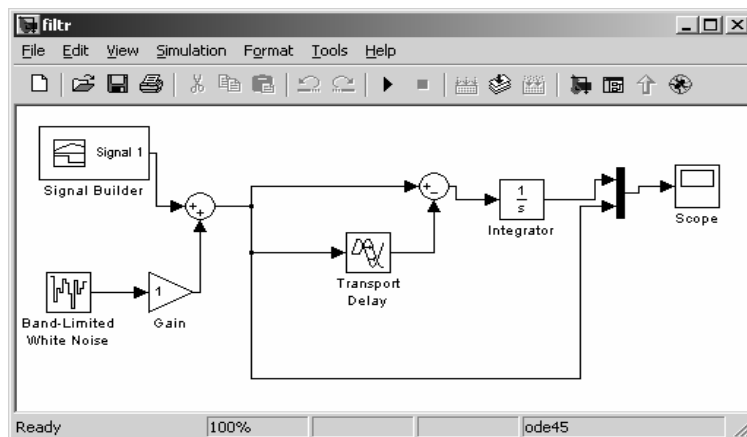 filtr
File Edit View Simulation Format Tools Help
Signal 1
Signal Builder
+
+
+
-
1
s
Integrator
Scope
Transport
Delay
1
Band-Limited
White Noise
Gain
Ready 100% ode45